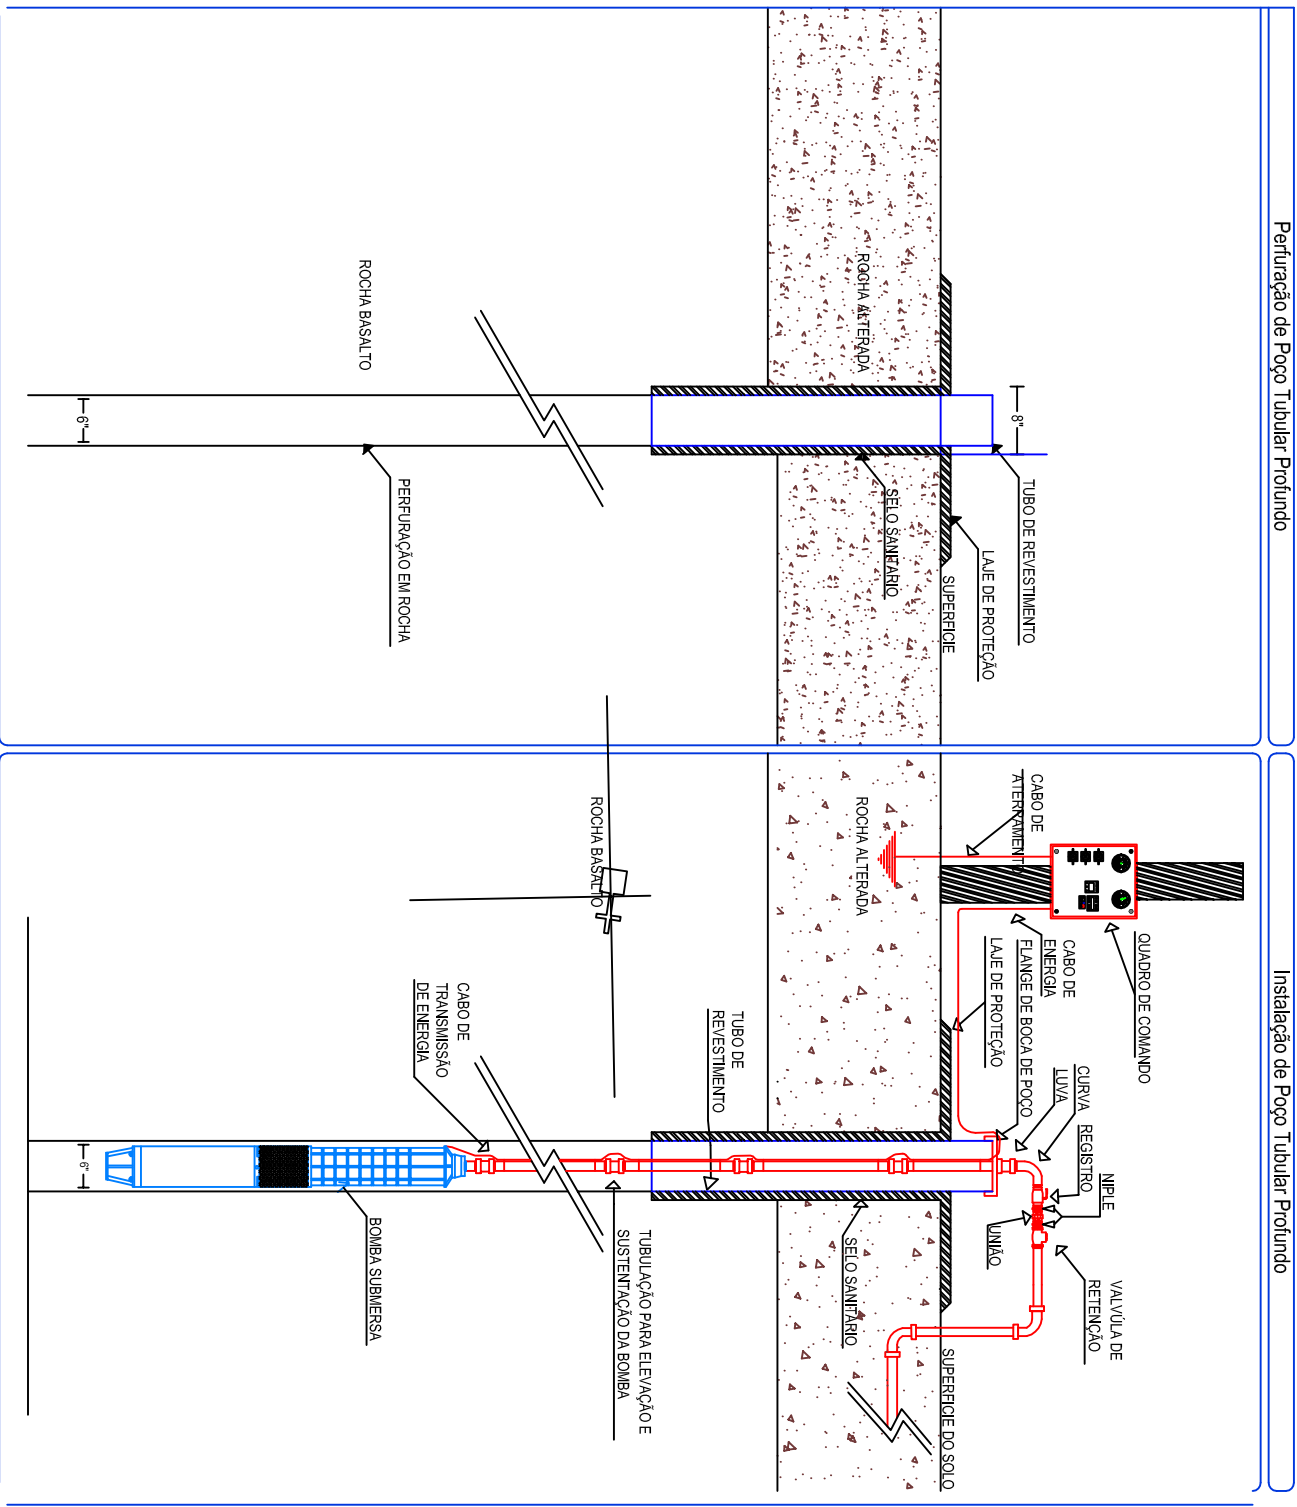 Perfuração de Poço Tubular Profundo
8"
TUBO DE REVESTIMENTO
LAJE DE PROTEÇÃO
SUPERFICIE
ROCHA ALTERADA
SELO SANITÁRIO
ROCHA BASALTO
PERFURAÇÃO EM ROCHA
6"
Instalação de Poço Tubular Profundo
QUADRO DE COMANDO
CABO DE
ATERRAMENTO
CABO DE
ENERGIA
FLANGE DE BOCA DE POÇO
LAJE DE PROTEÇÃO
CURVA
LUVA
REGISTRO
NIPLE
UNIÃO
VALVÚLA DE
RETENÇÃO
SUPERFICIE DO SOLO
ROCHA ALTERADA
SELO SANITÁRIO
TUBO DE
REVESTIMENTO
ROCHA BASALTO
TUBULAÇÃO PARA ELEVAÇÃO E
SUSTENTAÇÃO DA BOMBA
CABO DE
TRANSMISSÃO
DE ENERGIA
BOMBA SUBMERSA
6"